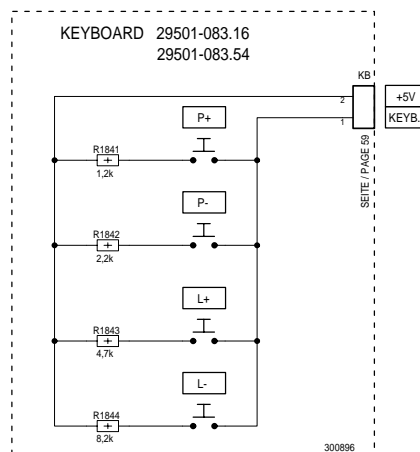 KEYBOARD 29501-083.16
29501-083.54
KB
2
+5V
1
KEYB.
SEITE / PAGE 59
P+
R1841
1,2k
P-
R1842
2,2k
L+
R1843
4,7k
L-
R1844
8,2k
300896